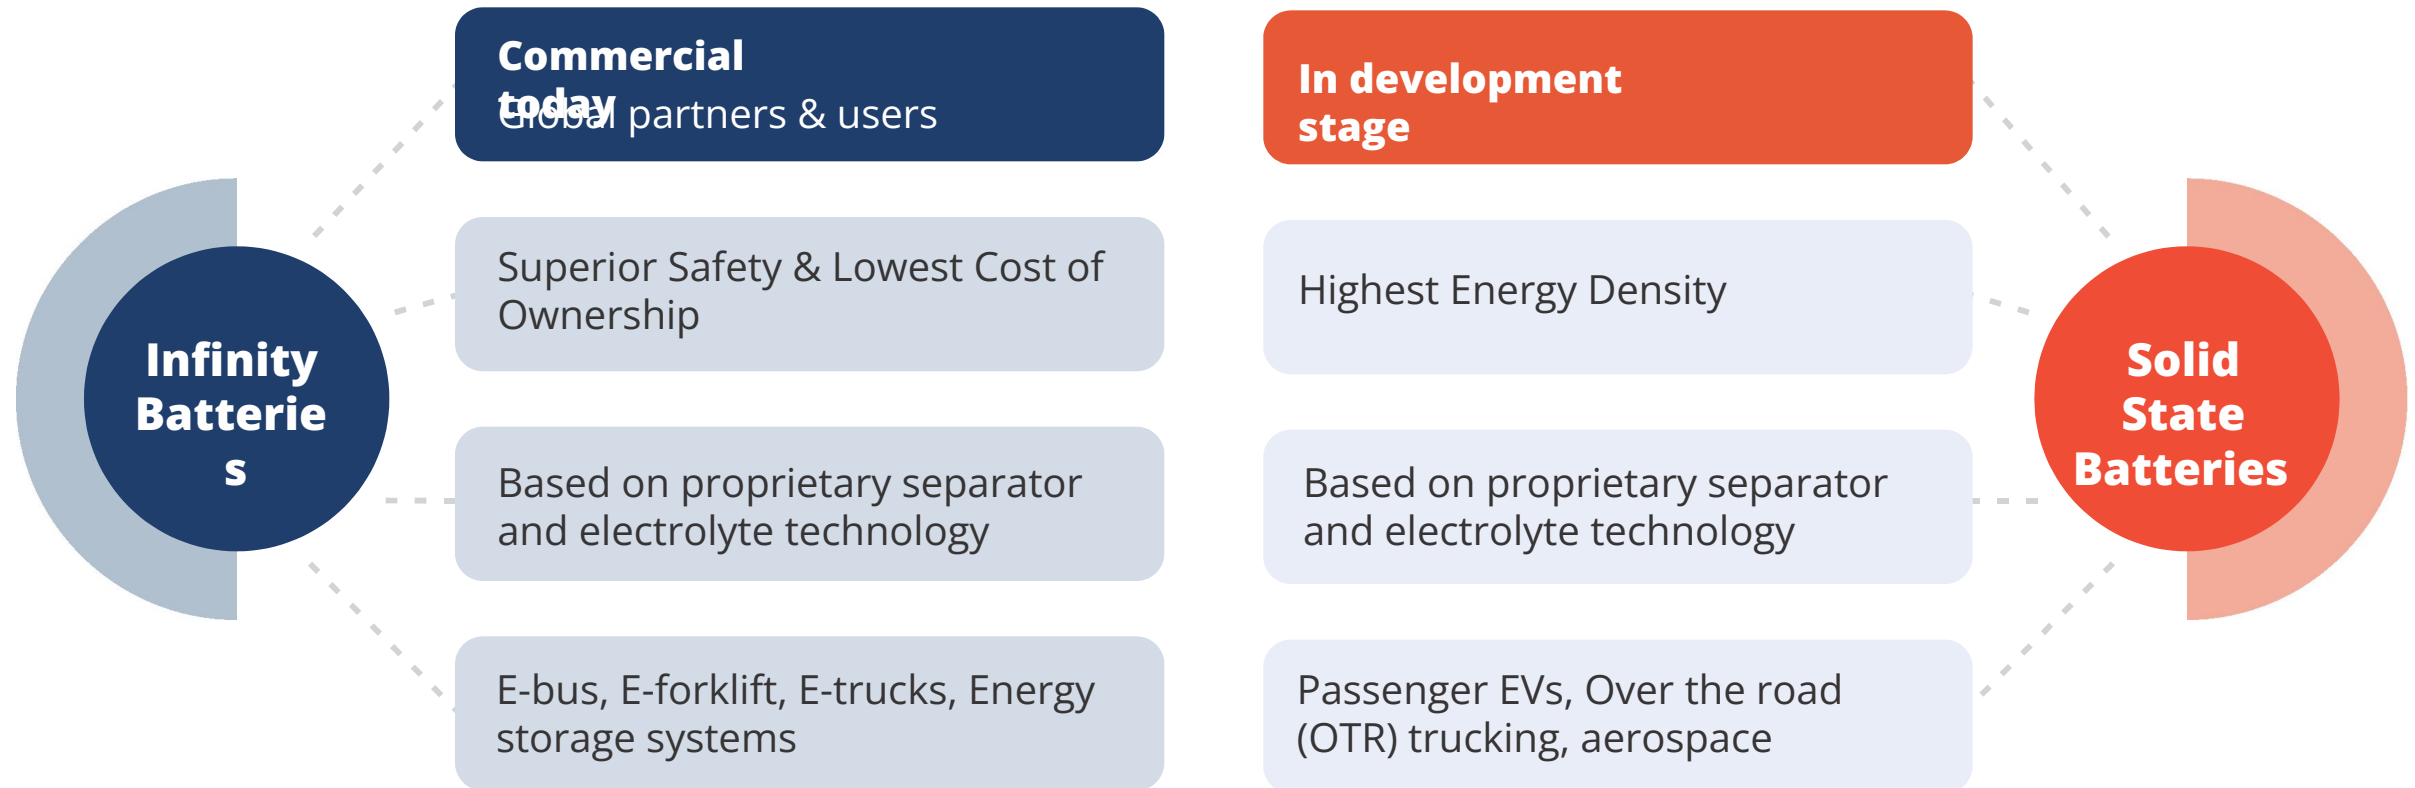 Commercial
today
Global partners & users
Superior Safety & Lowest Cost of
Ownership
Infinity
Batterie
s
Based on proprietary separator
and electrolyte technology
E-bus, E-forklift, E-trucks, Energy
storage systems
In development
stage
Highest Energy Density
Solid
State
Batteries
Based on proprietary separator
and electrolyte technology
Passenger EVs, Over the road
(OTR) trucking, aerospace